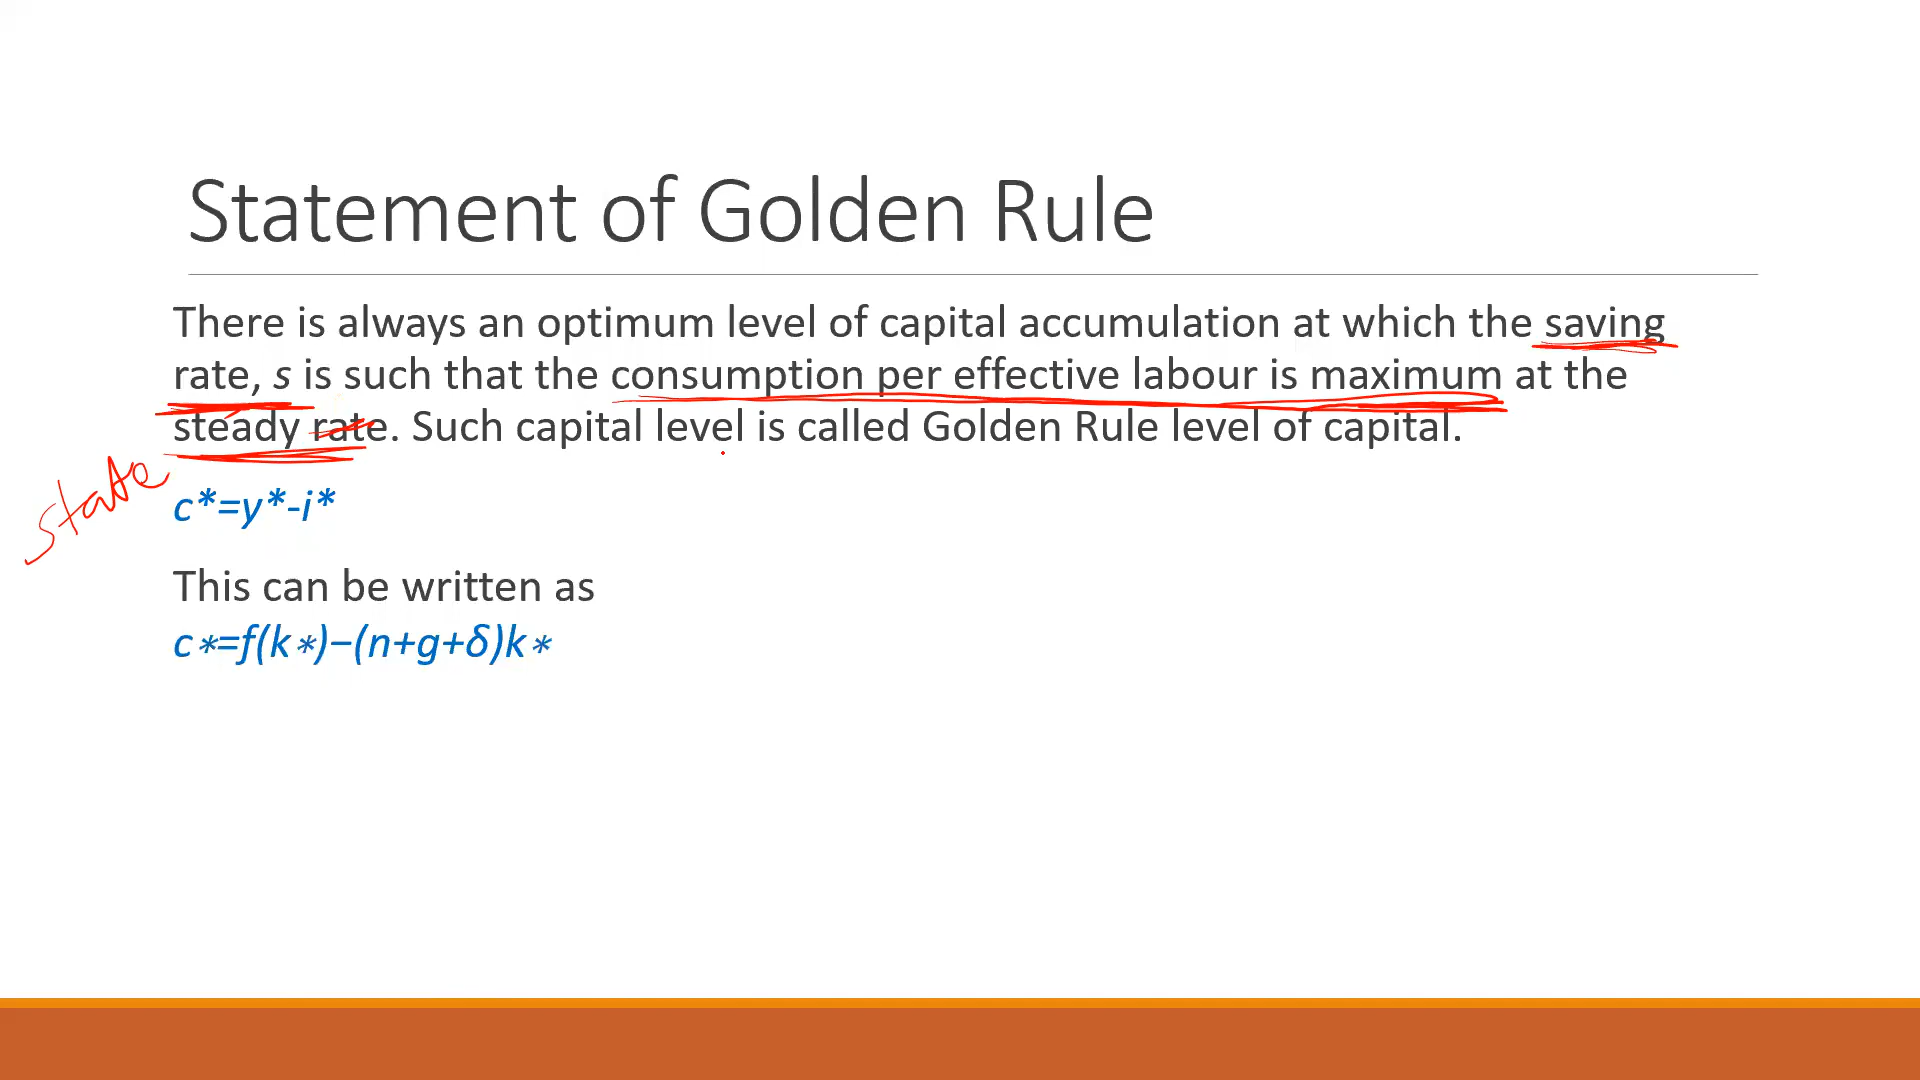 Statement of Golden Rule
There is always an optimum level of capital accumulation at which the saving
rate, s is such that the consumption per effective labour is maximum at the
steady rate. Such capital level is called Golden Rule level of capital.
state
c*=y*-i*
This can be written as
c∗=f(k∗)−(n+g+δ)k∗